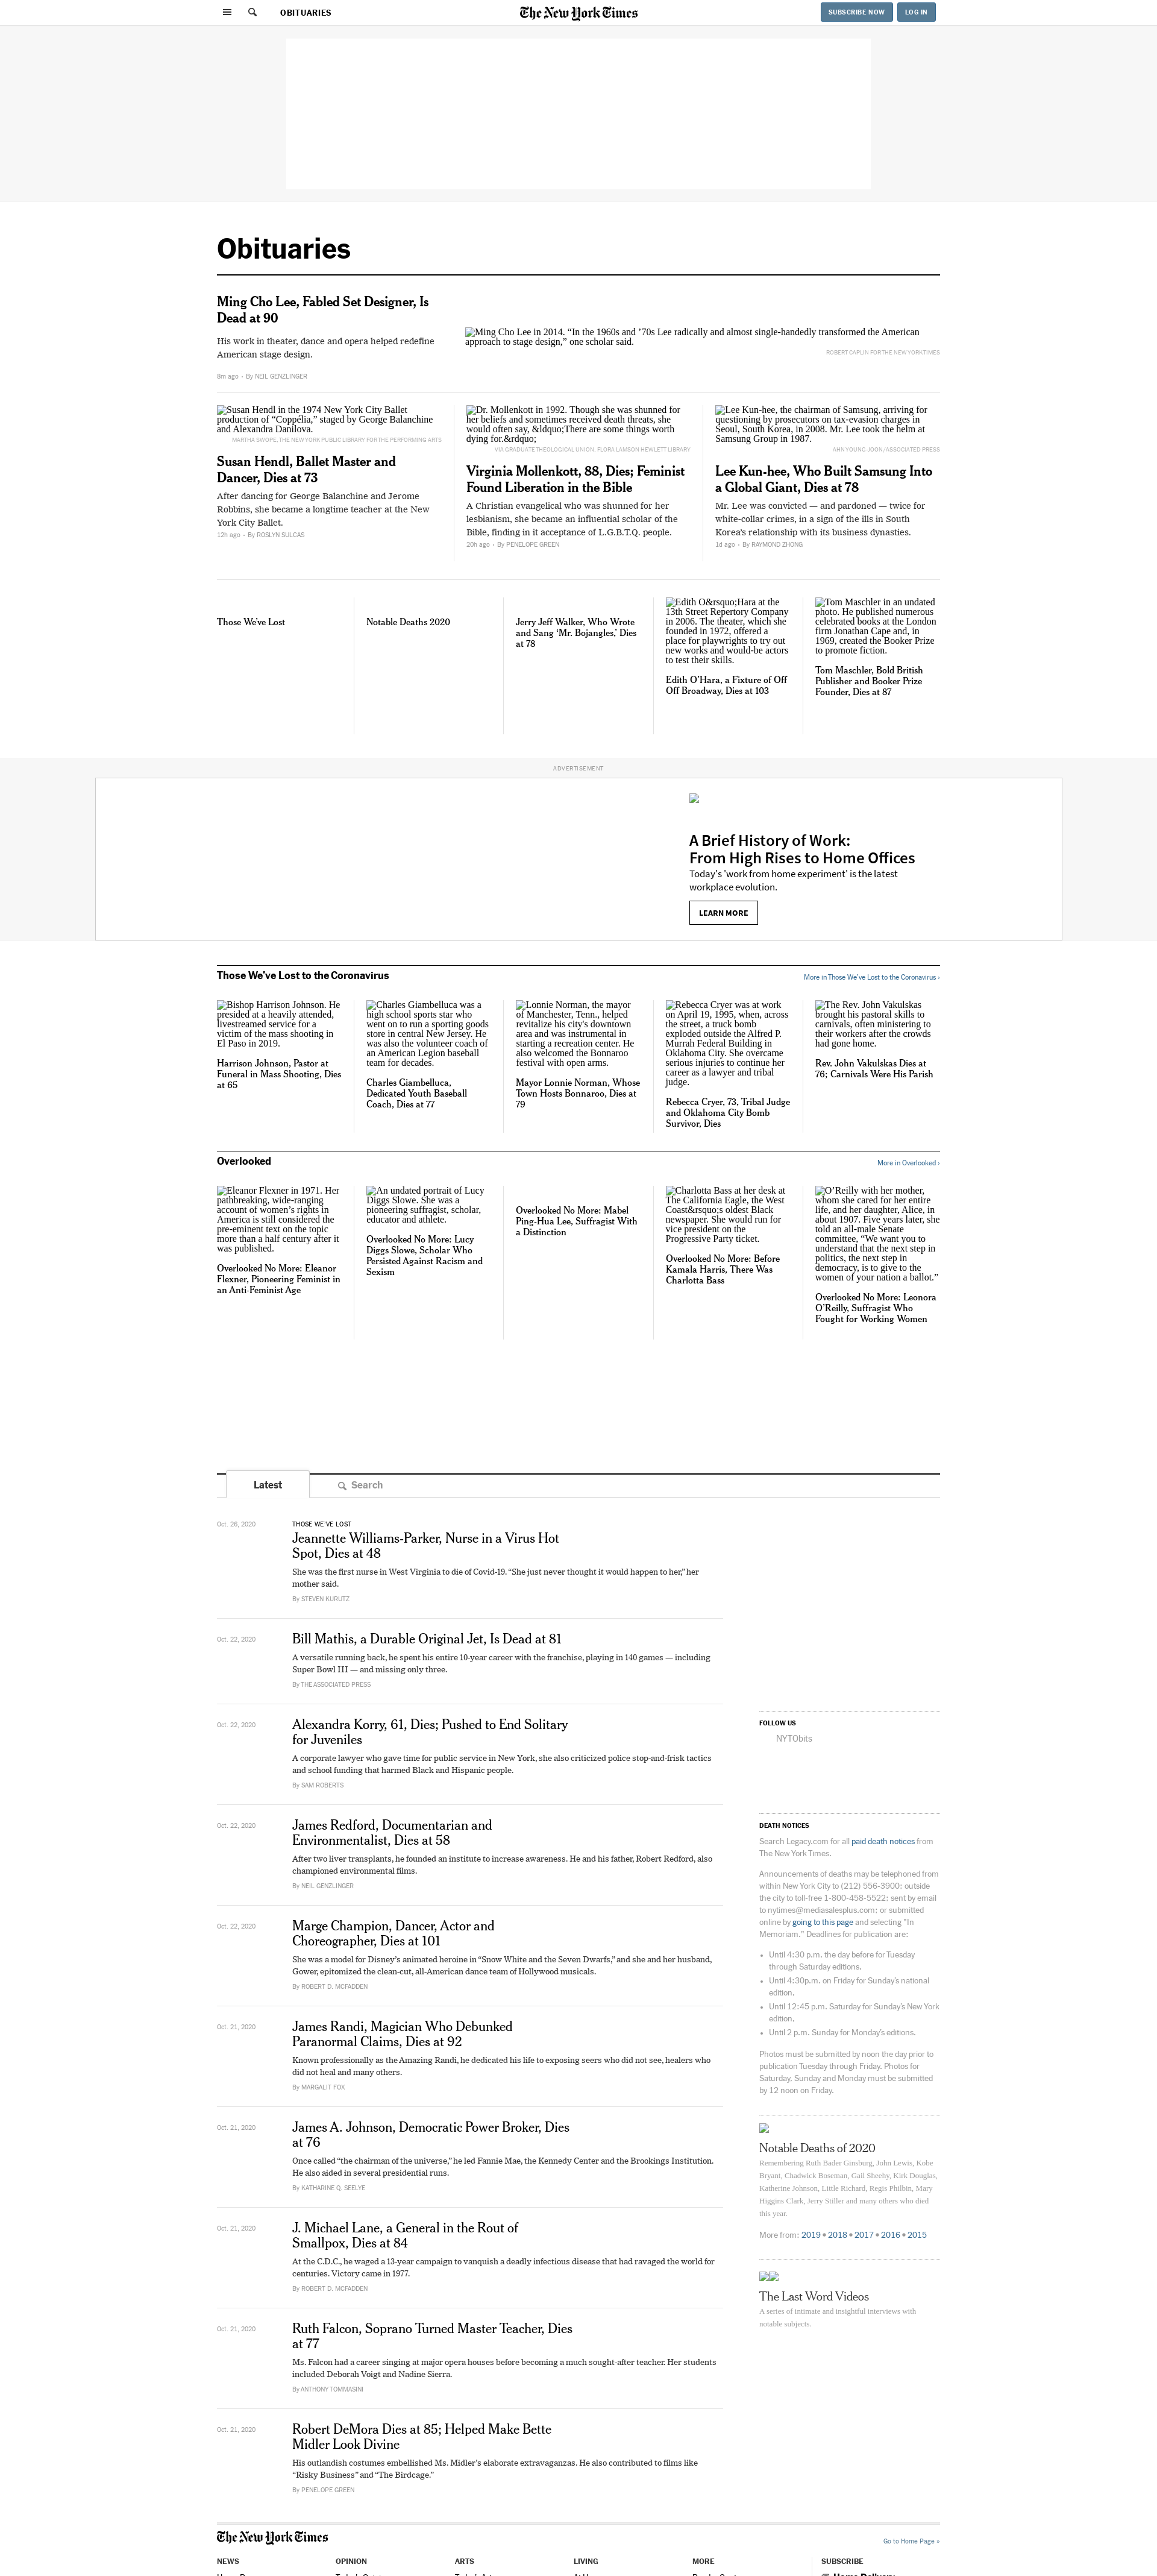 OBITUARIES
The New York Times
SUBSCRIBE NOW
LOG IN
Obituaries
Ming Cho Lee, Fabled Set Designer, Is
Dead at 90
His work in theater, dance and opera helped redefine
American stage design.
8m ago • By NEIL GENZLINGER
Ming Cho Lee in 2014. “In the 1960s and ’70s Lee radically and almost single-handedly transformed the American
approach to stage design,” one scholar said.
ROBERT CAPLIN FOR THE NEW YORK TIMES
Susan Hendl in the 1974 New York City Ballet
production of “Coppélia,” staged by George Balanchine
and Alexandra Danilova.
MARTHA SWOPE, THE NEW YORK PUBLIC LIBRARY FOR THE PERFORMING ARTS
Susan Hendl, Ballet Master and
Dancer, Dies at 73
After dancing for George Balanchine and Jerome
Robbins, she became a longtime teacher at the New
York City Ballet.
12h ago • By ROSLYN SULCAS
Dr. Mollenkott in 1992. Though she was shunned for
her beliefs and sometimes received death threats, she
would often say, &ldquo;There are some things worth
dying for.&rdquo;
VIA GRADUATE THEOLOGICAL UNION, FLORA LAMSON HEWLETT LIBRARY
Virginia Mollenkott, 88, Dies; Feminist
Found Liberation in the Bible
A Christian evangelical who was shunned for her
lesbianism, she became an influential scholar of the
Bible, finding in it acceptance of L.G.B.T.Q. people.
20h ago • By PENELOPE GREEN
Lee Kun-hee, the chairman of Samsung, arriving for
questioning by prosecutors on tax-evasion charges in
Seoul, South Korea, in 2008. Mr. Lee took the helm at
Samsung Group in 1987.
AHN YOUNG-JOON/ASSOCIATED PRESS
Lee Kun-hee, Who Built Samsung Into
a Global Giant, Dies at 78
Mr. Lee was convicted — and pardoned — twice for
white-collar crimes, in a sign of the ills in South
Korea's relationship with its business dynasties.
1d ago • By RAYMOND ZHONG
Those We’ve Lost
Notable Deaths 2020
Jerry Jeff Walker, Who Wrote
and Sang ‘Mr. Bojangles,’ Dies
at 78
Edith O&rsquo;Hara at the
13th Street Repertory Company
in 2006. The theater, which she
founded in 1972, offered a
place for playwrights to try out
new works and would-be actors
to test their skills.
Edith O’Hara, a Fixture of Off
Off Broadway, Dies at 103
Tom Maschler in an undated
photo. He published numerous
celebrated books at the London
firm Jonathan Cape and, in
1969, created the Booker Prize
to promote fiction.
Tom Maschler, Bold British
Publisher and Booker Prize
Founder, Dies at 87
ADVERTISEMENT
A Brief History of Work:
From High Rises to Home Offices
Today's 'work from home experiment' is the latest
workplace evolution.
LEARN MORE
Those We’ve Lost to the Coronavirus
More in Those We’ve Lost to the Coronavirus ›
Bishop Harrison Johnson. He
presided at a heavily attended,
livestreamed service for a
victim of the mass shooting in
El Paso in 2019.
Harrison Johnson, Pastor at
Funeral in Mass Shooting, Dies
at 65
Charles Giambelluca was a
high school sports star who
went on to run a sporting goods
store in central New Jersey. He
was also the volunteer coach of
an American Legion baseball
team for decades.
Charles Giambelluca,
Dedicated Youth Baseball
Coach, Dies at 77
Lonnie Norman, the mayor
of Manchester, Tenn., helped
revitalize his city's downtown
area and was instrumental in
starting a recreation center. He
also welcomed the Bonnaroo
festival with open arms.
Mayor Lonnie Norman, Whose
Town Hosts Bonnaroo, Dies at
79
Rebecca Cryer was at work
on April 19, 1995, when, across
the street, a truck bomb
exploded outside the Alfred P.
Murrah Federal Building in
Oklahoma City. She overcame
serious injuries to continue her
career as a lawyer and tribal
judge.
Rebecca Cryer, 73, Tribal Judge
and Oklahoma City Bomb
Survivor, Dies
The Rev. John Vakulskas
brought his pastoral skills to
carnivals, often ministering to
their workers after the crowds
had gone home.
Rev. John Vakulskas Dies at
76; Carnivals Were His Parish
Overlooked
More in Overlooked ›
Eleanor Flexner in 1971. Her
pathbreaking, wide-ranging
account of women’s rights in
America is still considered the
pre-eminent text on the topic
more than a half century after it
was published.
Overlooked No More: Eleanor
Flexner, Pioneering Feminist in
an Anti-Feminist Age
An undated portrait of Lucy
Diggs Slowe. She was a
pioneering suffragist, scholar,
educator and athlete.
Overlooked No More: Lucy
Diggs Slowe, Scholar Who
Persisted Against Racism and
Sexism
Overlooked No More: Mabel
Ping-Hua Lee, Suffragist With
a Distinction
Charlotta Bass at her desk at
The California Eagle, the West
Coast&rsquo;s oldest Black
newspaper. She would run for
vice president on the
Progressive Party ticket.
Overlooked No More: Before
Kamala Harris, There Was
Charlotta Bass
O’Reilly with her mother,
whom she cared for her entire
life, and her daughter, Alice, in
about 1907. Five years later, she
told an all-male Senate
committee, “We want you to
understand that the next step in
politics, the next step in
democracy, is to give to the
women of your nation a ballot.”
Overlooked No More: Leonora
O’Reilly, Suffragist Who
Fought for Working Women
Latest
Search
Oct. 26, 2020
THOSE WE’VE LOST
Jeannette Williams-Parker, Nurse in a Virus Hot
Spot, Dies at 48
She was the first nurse in West Virginia to die of Covid-19. “She just never thought it would happen to her,” her
mother said.
By STEVEN KURUTZ
Oct. 22, 2020
Bill Mathis, a Durable Original Jet, Is Dead at 81
A versatile running back, he spent his entire 10-year career with the franchise, playing in 140 games — including
Super Bowl III — and missing only three.
By THE ASSOCIATED PRESS
Oct. 22, 2020
Alexandra Korry, 61, Dies; Pushed to End Solitary
for Juveniles
A corporate lawyer who gave time for public service in New York, she also criticized police stop-and-frisk tactics
and school funding that harmed Black and Hispanic people.
By SAM ROBERTS
Oct. 22, 2020
James Redford, Documentarian and
Environmentalist, Dies at 58
After two liver transplants, he founded an institute to increase awareness. He and his father, Robert Redford, also
championed environmental films.
By NEIL GENZLINGER
Oct. 22, 2020
Marge Champion, Dancer, Actor and
Choreographer, Dies at 101
She was a model for Disney’s animated heroine in “Snow White and the Seven Dwarfs,” and she and her husband,
Gower, epitomized the clean-cut, all-American dance team of Hollywood musicals.
By ROBERT D. MCFADDEN
Oct. 21, 2020
James Randi, Magician Who Debunked
Paranormal Claims, Dies at 92
Known professionally as the Amazing Randi, he dedicated his life to exposing seers who did not see, healers who
did not heal and many others.
By MARGALIT FOX
Oct. 21, 2020
James A. Johnson, Democratic Power Broker, Dies
at 76
Once called “the chairman of the universe,” he led Fannie Mae, the Kennedy Center and the Brookings Institution.
He also aided in several presidential runs.
By KATHARINE Q. SEELYE
Oct. 21, 2020
J. Michael Lane, a General in the Rout of
Smallpox, Dies at 84
At the C.D.C., he waged a 13-year campaign to vanquish a deadly infectious disease that had ravaged the world for
centuries. Victory came in 1977.
By ROBERT D. MCFADDEN
Oct. 21, 2020
Ruth Falcon, Soprano Turned Master Teacher, Dies
at 77
Ms. Falcon had a career singing at major opera houses before becoming a much sought-after teacher. Her students
included Deborah Voigt and Nadine Sierra.
By ANTHONY TOMMASINI
Oct. 21, 2020
Robert DeMora Dies at 85; Helped Make Bette
Midler Look Divine
His outlandish costumes embellished Ms. Midler’s elaborate extravaganzas. He also contributed to films like
“Risky Business” and “The Birdcage.”
By PENELOPE GREEN
FOLLOW US
NYTObits
DEATH NOTICES
Search Legacy.com for all paid death notices from
The New York Times.
Announcements of deaths may be telephoned from
within New York City to (212) 556-3900; outside
the city to toll-free 1-800-458-5522; sent by email
to nytimes@mediasalesplus.com; or submitted
online by going to this page and selecting "In
Memoriam." Deadlines for publication are:
• Until 4:30 p.m. the day before for Tuesday
through Saturday editions.
• Until 4:30p.m. on Friday for Sunday's national
edition.
• Until 12:45 p.m. Saturday for Sunday's New York
edition.
• Until 2 p.m. Sunday for Monday's editions.
Photos must be submitted by noon the day prior to
publication Tuesday through Friday. Photos for
Saturday, Sunday and Monday must be submitted
by 12 noon on Friday.
Notable Deaths of 2020
Remembering Ruth Bader Ginsburg, John Lewis, Kobe
Bryant, Chadwick Boseman, Gail Sheehy, Kirk Douglas,
Katherine Johnson, Little Richard, Regis Philbin, Mary
Higgins Clark, Jerry Stiller and many others who died
this year.
More from: 2019 • 2018 • 2017 • 2016 • 2015
The Last Word Videos
A series of intimate and insightful interviews with
notable subjects.
The New York Times
Go to Home Page »
NEWS
OPINION
ARTS
LIVING
MORE
SUBSCRIBE